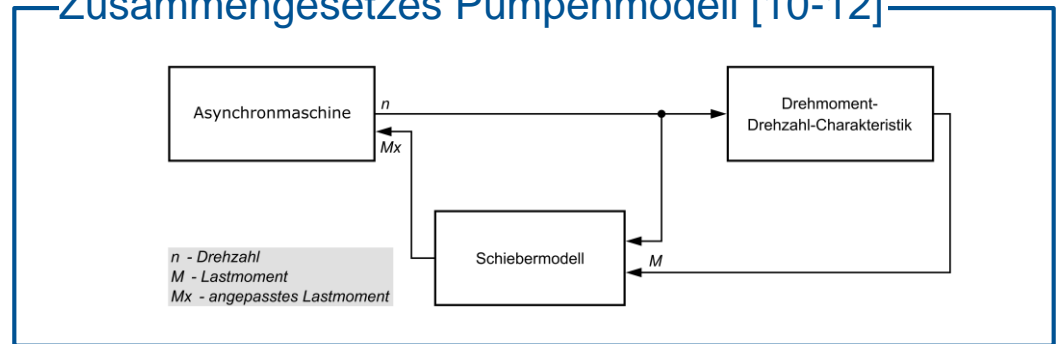 Zusammengesetzes Pumpenmodell [10-12]
Asynchronmaschine
n
Mx
Drehmoment-
Drehzahl-Charakteristik
Schiebermodell
M
n - Drehzahl
M - Lastmoment
Mx - angepasstes Lastmoment